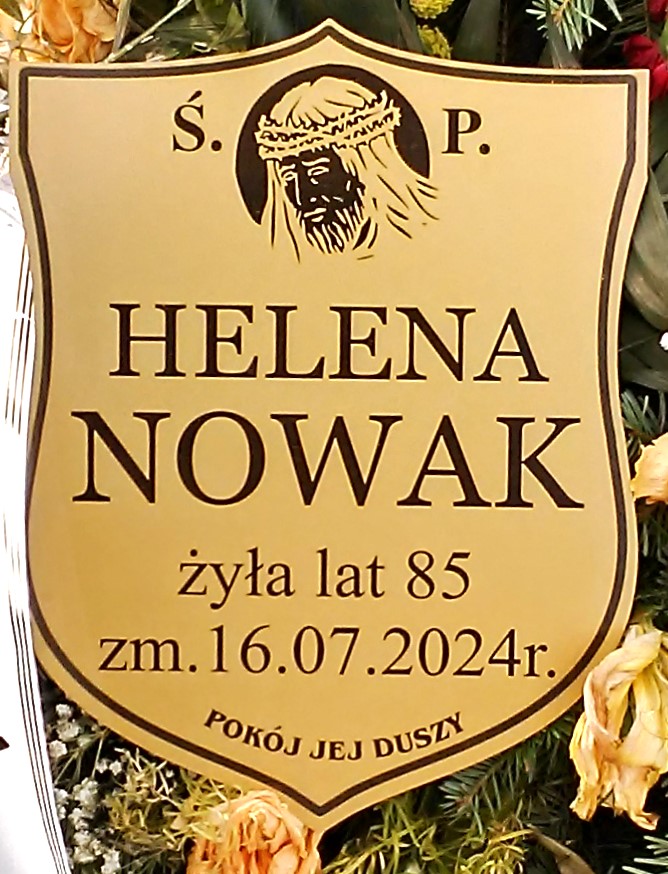 Ś. P.
HELENA
NOWAK
żyła lat 85
zm.16.07.2024r.
POKÓJ JEJ DUSZY